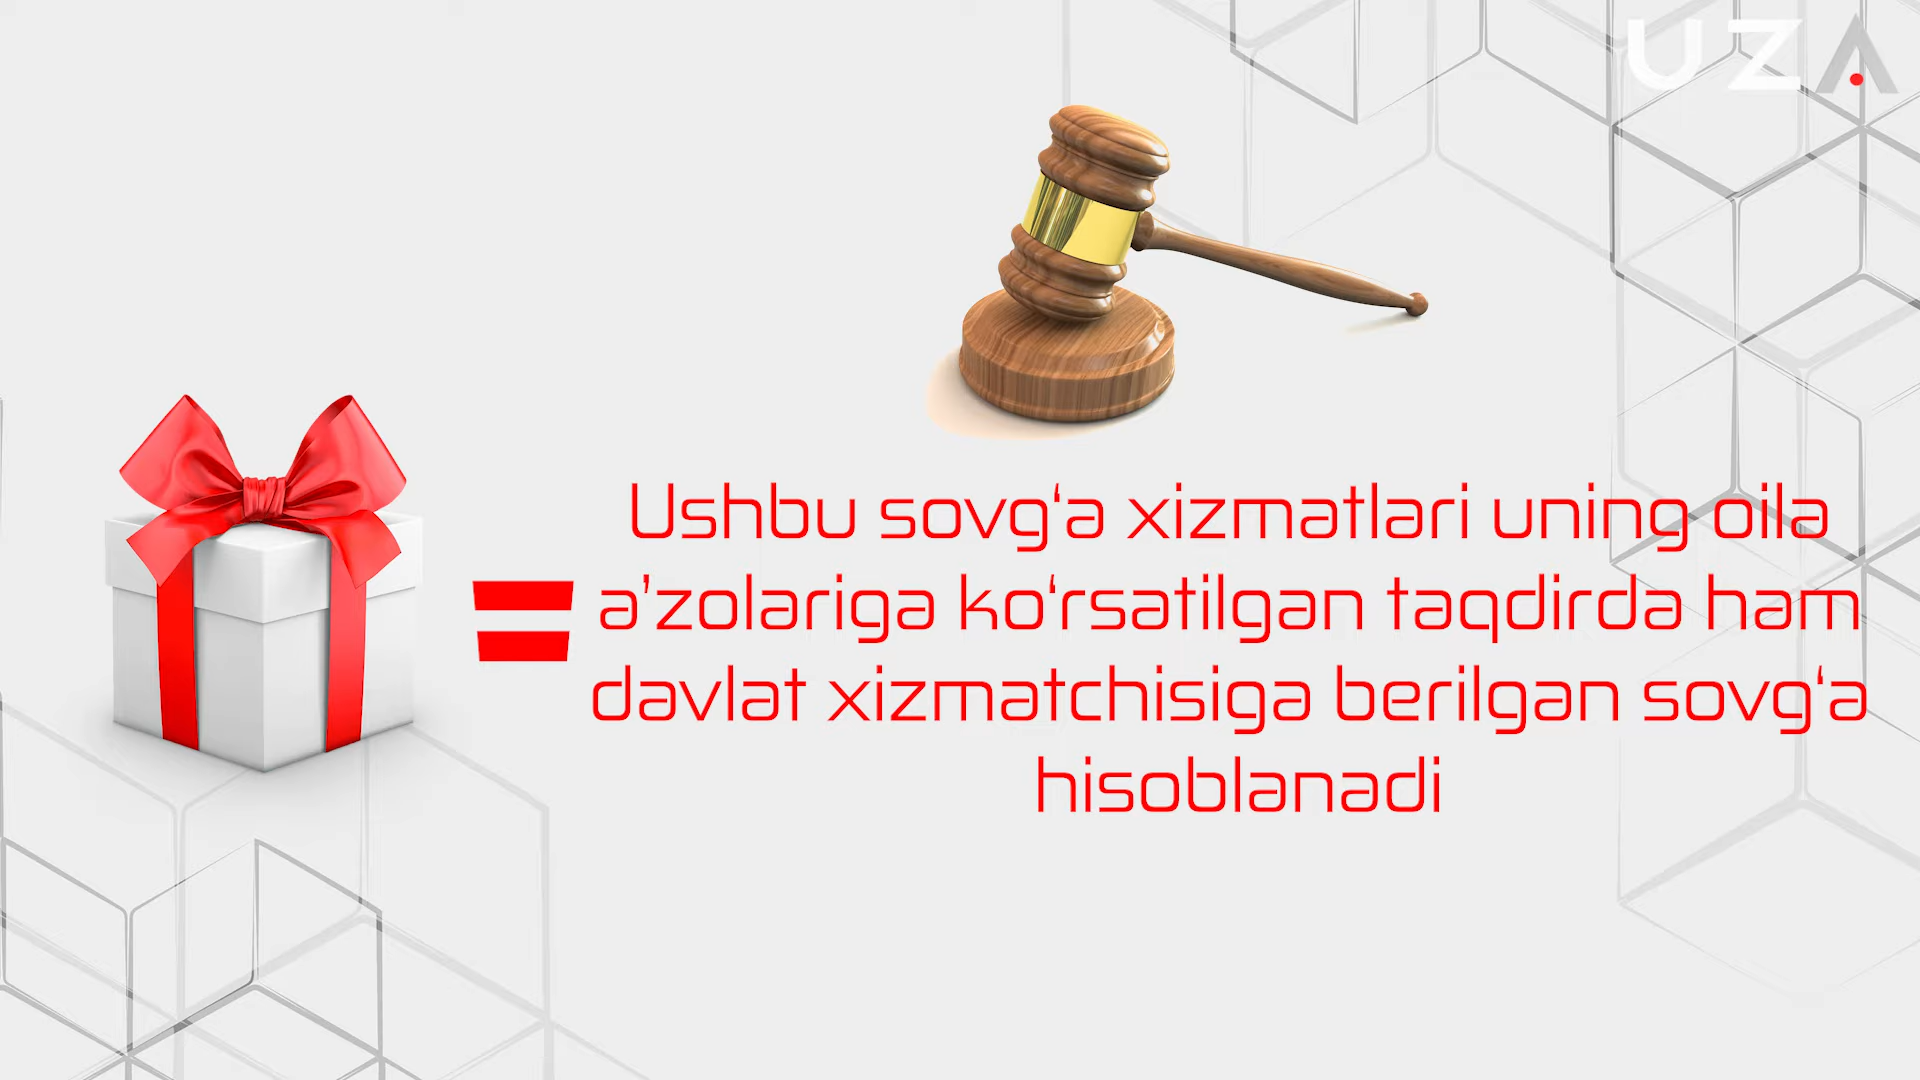 UZA
Ushbu sovg‘a xizmatlari uning oila
a’zolariga ko‘rsatilgan taqdirda ham
davlat xizmatchisiga berilgan sovg‘a
hisoblanadi